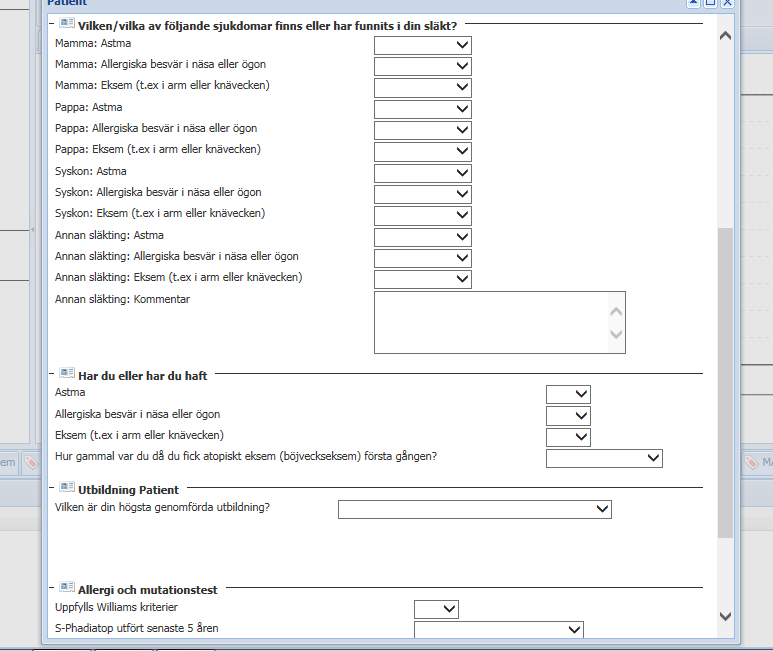 Patient
Vilken/vilka av följande sjukdomar finns eller har funnits i din släkt?
Mamma: Astma
Mamma: Allergiska besvär i näsa eller ögon
Mamma: Eksem (t.ex i arm eller knävecken)
Pappa: Astma
Pappa: Allergiska besvär i näsa eller ögon
Pappa: Eksem (t.ex i arm eller knävecken)
Syskon: Astma
Syskon: Allergiska besvär i näsa eller ögon
Syskon: Eksem (t.ex i arm eller knävecken)
Annan släkting: Astma
Annan släkting: Allergiska besvär i näsa eller ögon
Annan släkting: Eksem (t.ex i arm eller knävecken)
Annan släkting: Kommentar
Har du eller har du haft
Astma
Allergiska besvär i näsa eller ögon
Eksem (t.ex i arm eller knävecken)
Hur gammal var du då du fick atopiskt eksem (böjveckseksem) första gången?
em
Utbildning Patient
Vilken är din högsta genomförda utbildning?
Allergi och mutationstest
Uppfylls Williams kriterier
S-Phadiatop utfört senaste 5 åren